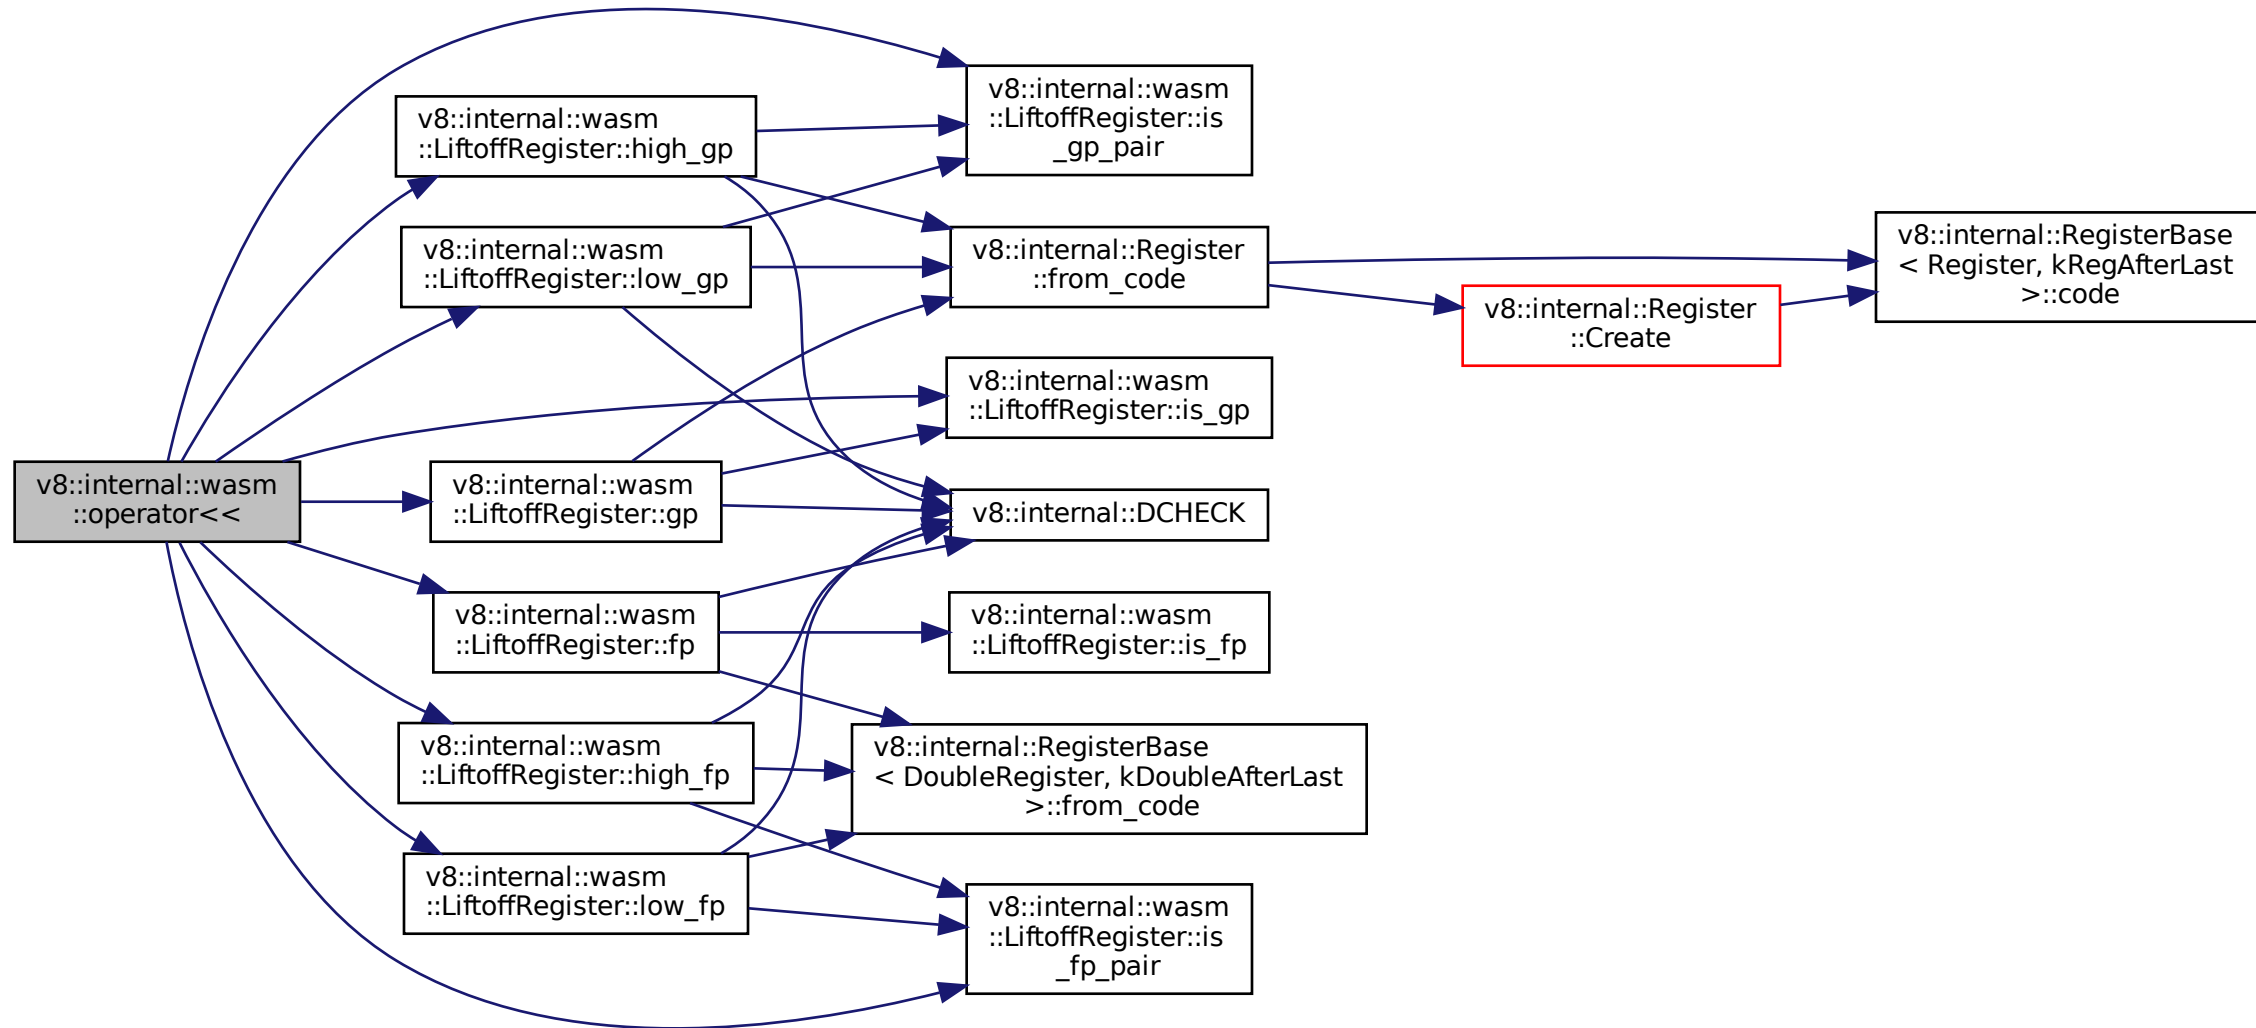 v8::internal::wasm
::operator<<
v8::internal::wasm
::LiftoffRegister::high_gp
v8::internal::wasm
::LiftoffRegister::low_gp
v8::internal::wasm
::LiftoffRegister::gp
v8::internal::wasm
::LiftoffRegister::fp
v8::internal::wasm
::LiftoffRegister::high_fp
v8::internal::wasm
::LiftoffRegister::low_fp
v8::internal::wasm
::LiftoffRegister::is
_gp_pair
v8::internal::Register
::from_code
v8::internal::wasm
::LiftoffRegister::is_gp
v8::internal::DCHECK
v8::internal::wasm
::LiftoffRegister::is_fp
v8::internal::RegisterBase
< DoubleRegister, kDoubleAfterLast
>::from_code
v8::internal::wasm
::LiftoffRegister::is
_fp_pair
v8::internal::Register
::Create
v8::internal::RegisterBase
< Register, kRegAfterLast
>::code